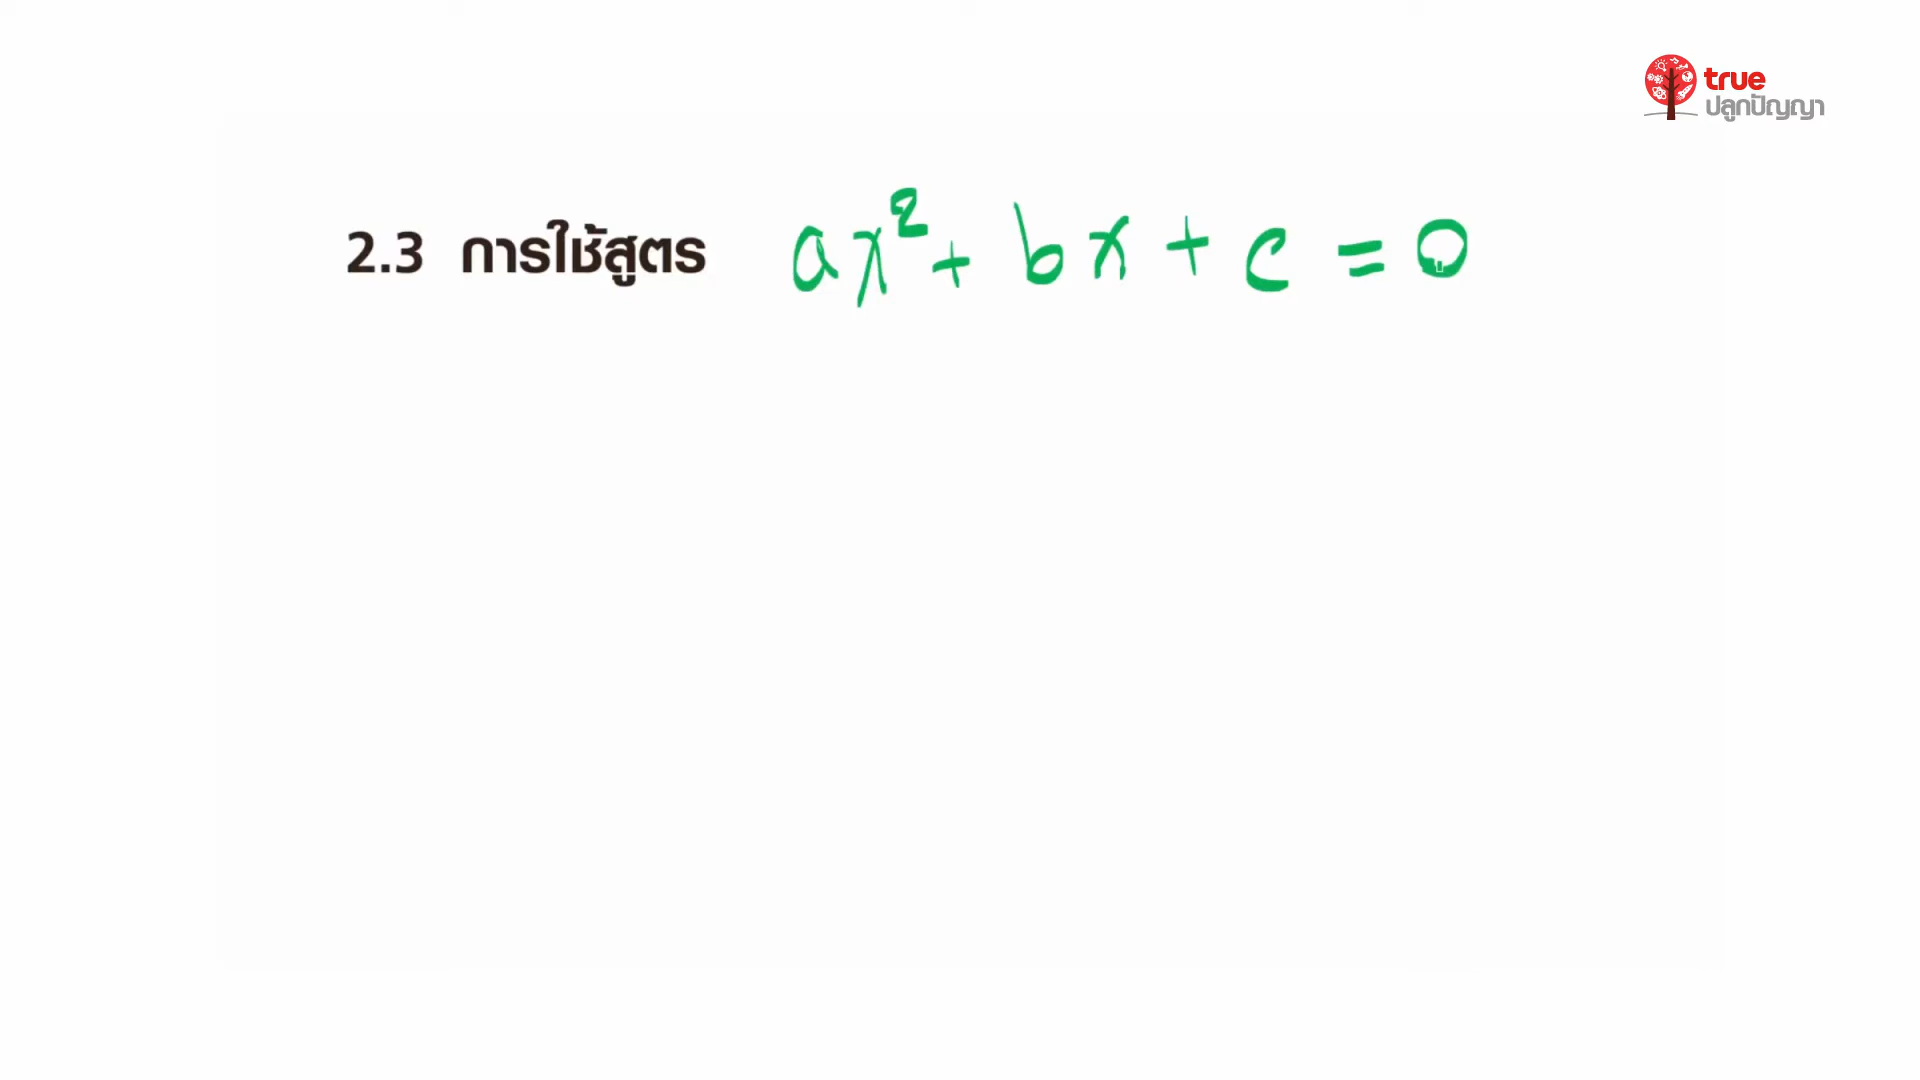 true
ปลูกปัญญา
2.3 การใช้สูตร ax² + bx + c = 0